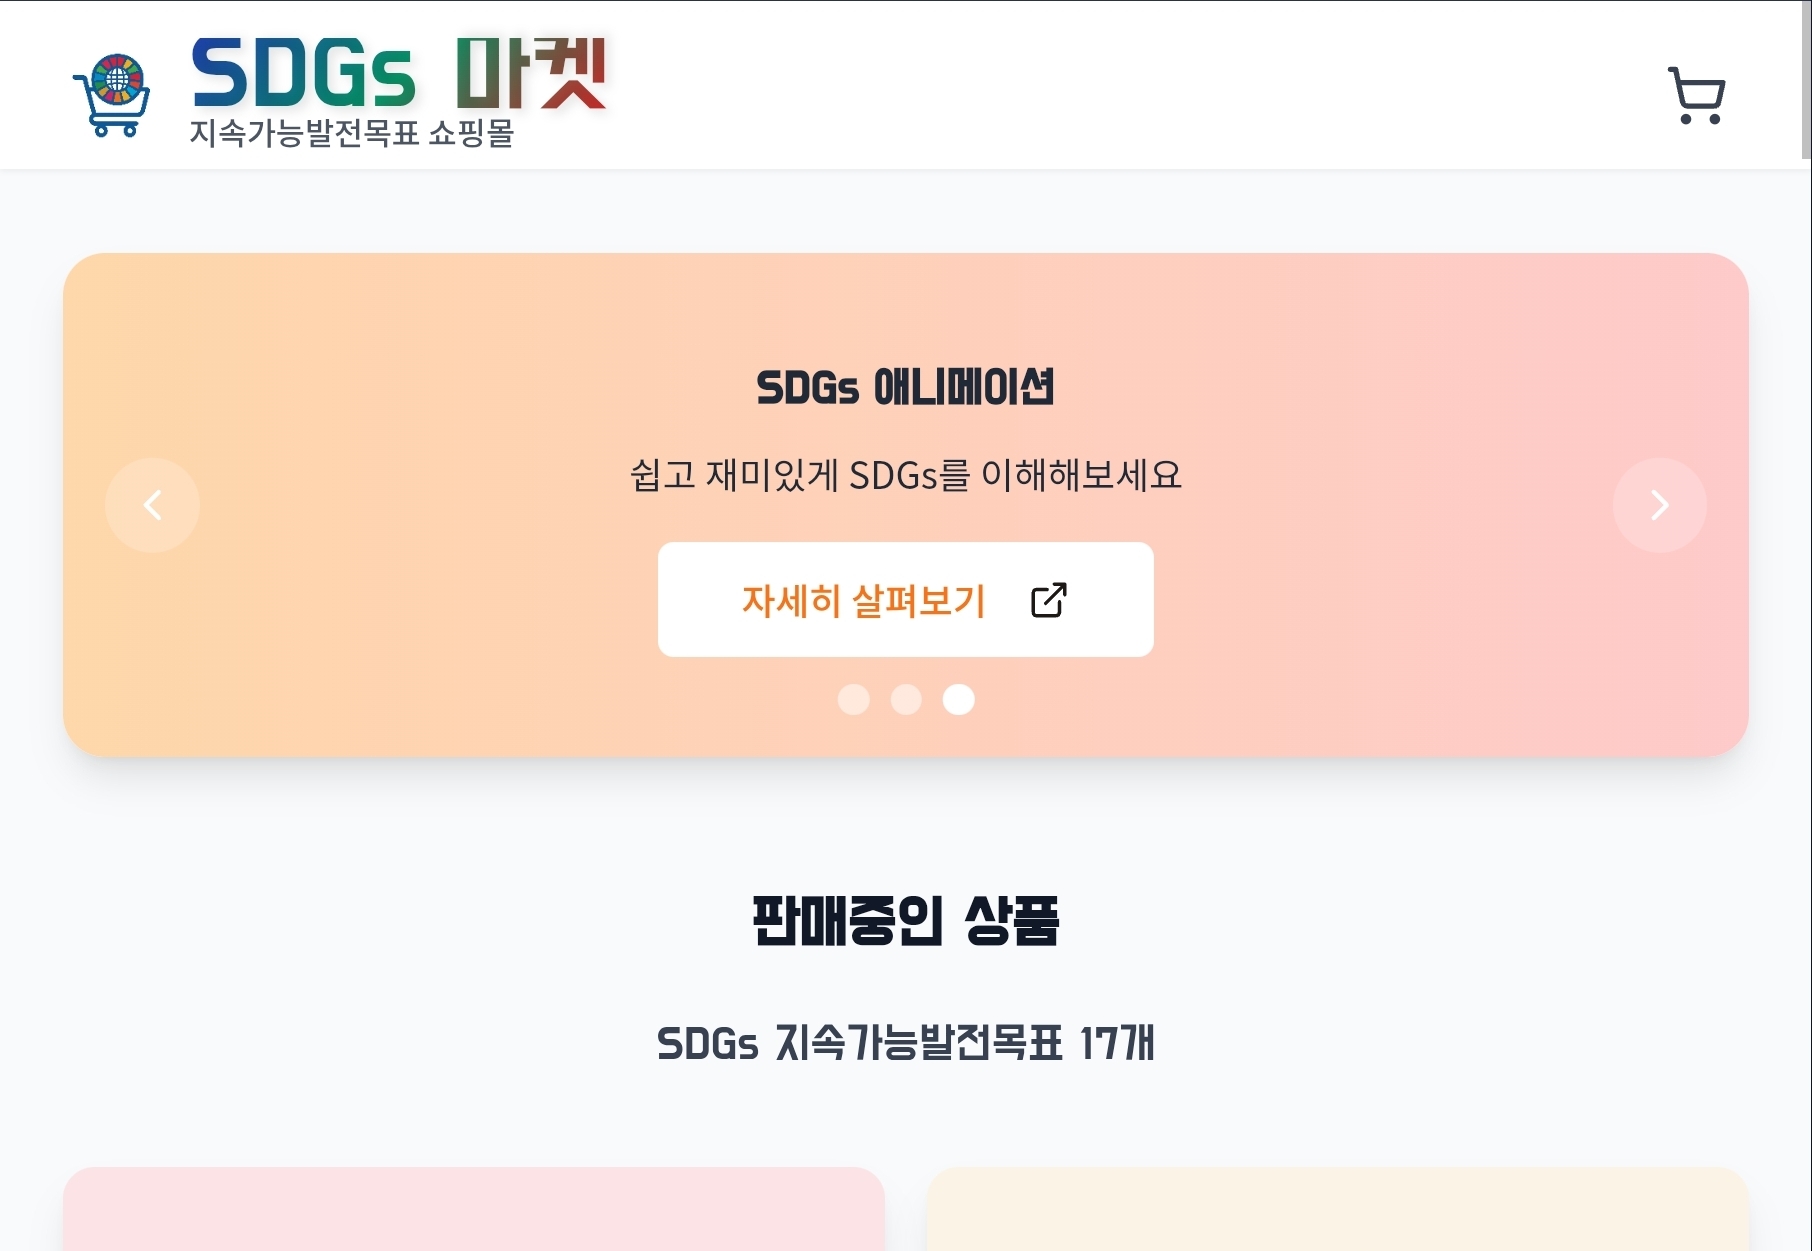 SDGs 마켓
지속가능발전목표 쇼핑몰
SDGs 애니메이션
쉽고 재미있게 SDGs를 이해해보세요
자세히 살펴보기
판매중인 상품
SDGs 지속가능발전목표 17개